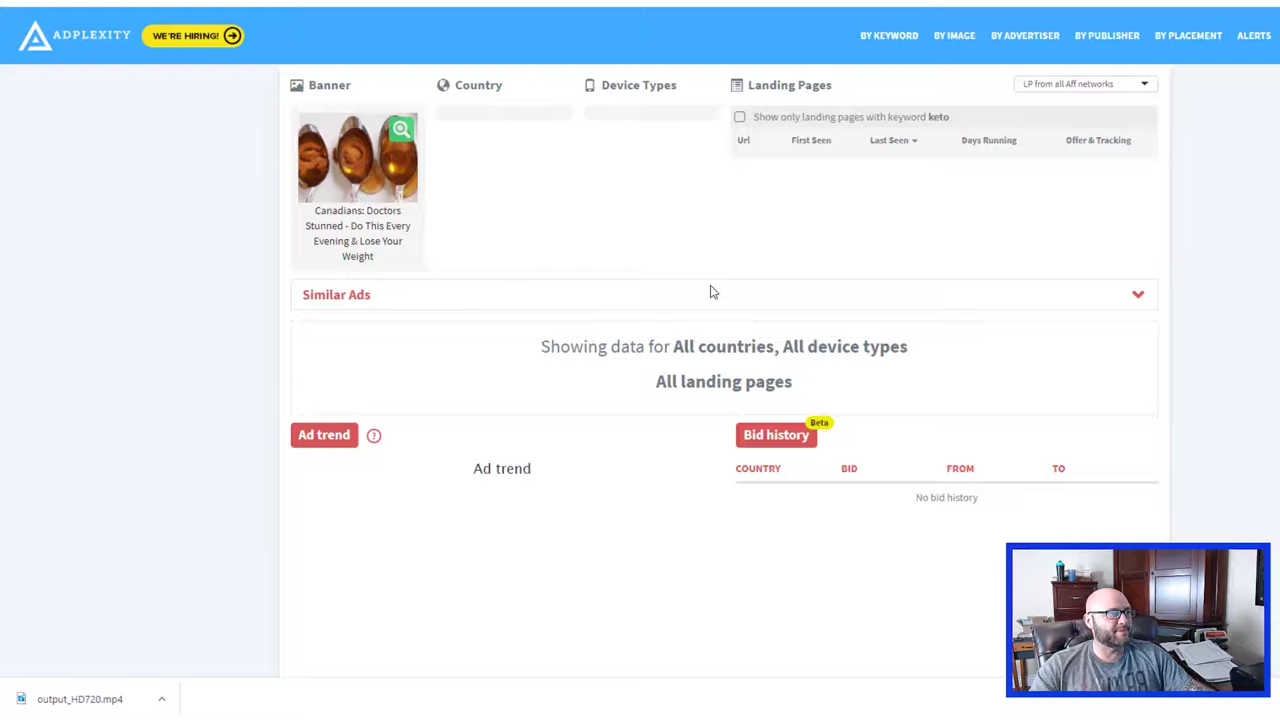 ADPLEXITY
WE'RE HIRING!
BY KEYWORD
BY IMAGE
BY ADVERTISER
BY PUBLISHER
BY PLACEMENT
ALERTS
Banner
Country
Device Types
Landing Pages
LP from all Aff networks
Show only landing pages with keyword keto
Url
First Seen
Last Seen
Days Running
Offer & Tracking
Canadians: Doctors
Stunned - Do This Every
Evening & Lose Your
Weight
Similar Ads
Showing data for All countries, All device types
All landing pages
Ad trend
?
Bid history
Beta
Ad trend
COUNTRY
BID
FROM
TO
No bid history
output_HD720.mp4